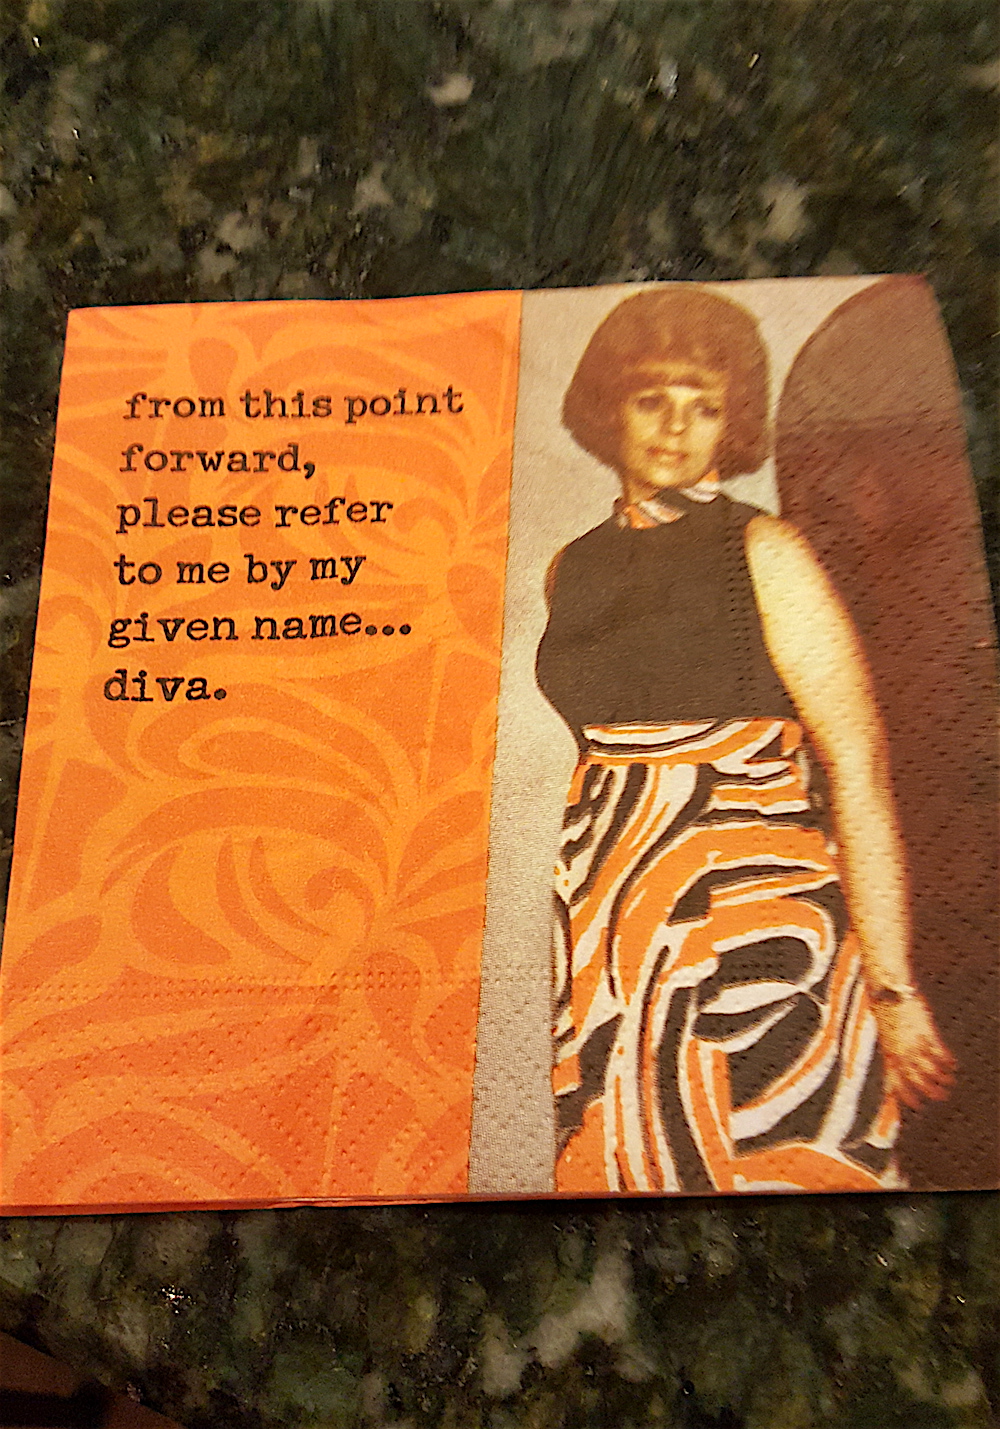 from this point
forward,
please refer
to me by my
given name...
diva.